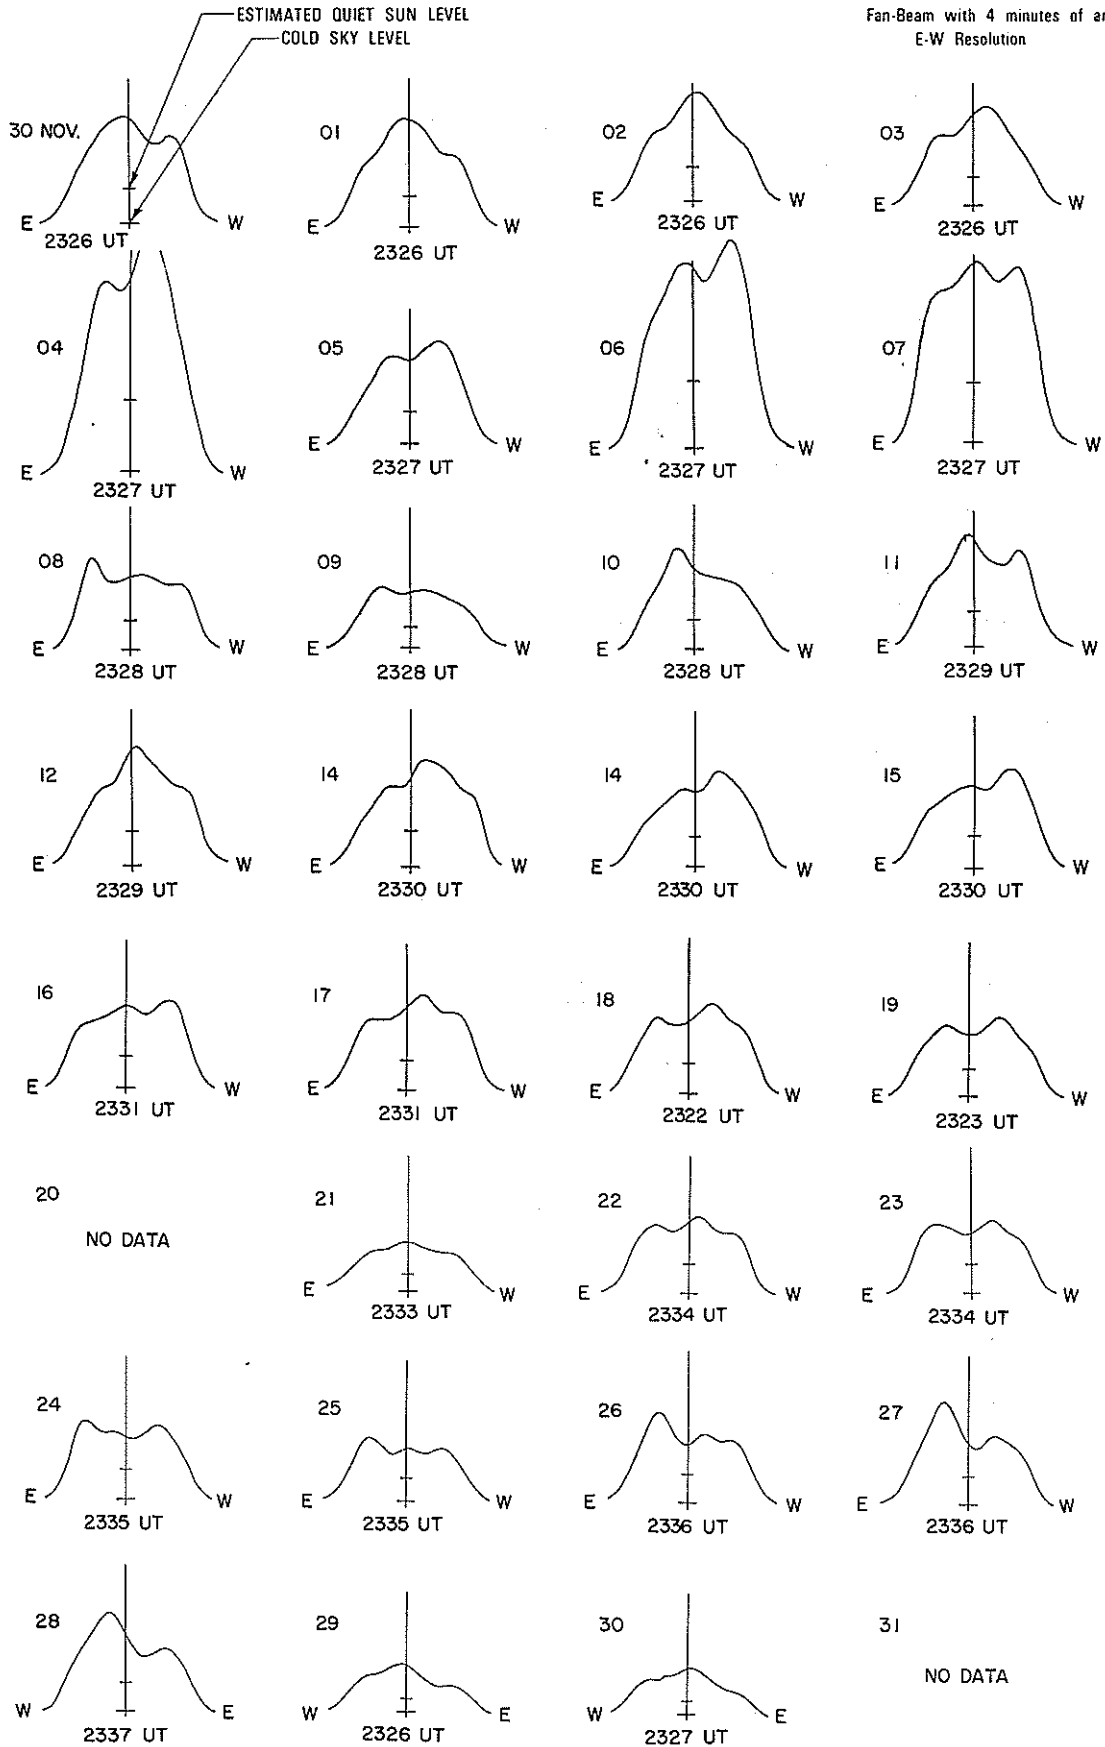 ESTIMATED QUIET SUN LEVEL
COLD SKY LEVEL
Fan-Beam with 4 minutes of ar
E-W Resolution
30 NOV.
E
W
2326 UT
01
E
W
2326 UT
02
E
W
2326 UT
03
E
W
2326 UT
04
E
W
2327 UT
05
E
W
2327 UT
06
E
W
2327 UT
07
E
W
2327 UT
08
E
W
2328 UT
09
E
W
2328 UT
10
E
W
2328 UT
11
E
W
2329 UT
12
E
W
2329 UT
14
E
W
2330 UT
14
E
W
2330 UT
15
E
W
2330 UT
16
E
W
2331 UT
17
E
W
2331 UT
18
E
W
2322 UT
19
E
W
2323 UT
20
NO DATA
21
E
W
2333 UT
22
E
W
2334 UT
23
E
W
2334 UT
24
E
W
2335 UT
25
E
W
2335 UT
26
E
W
2336 UT
27
E
W
2336 UT
28
W
E
2337 UT
29
W
E
2326 UT
30
W
E
2327 UT
31
NO DATA